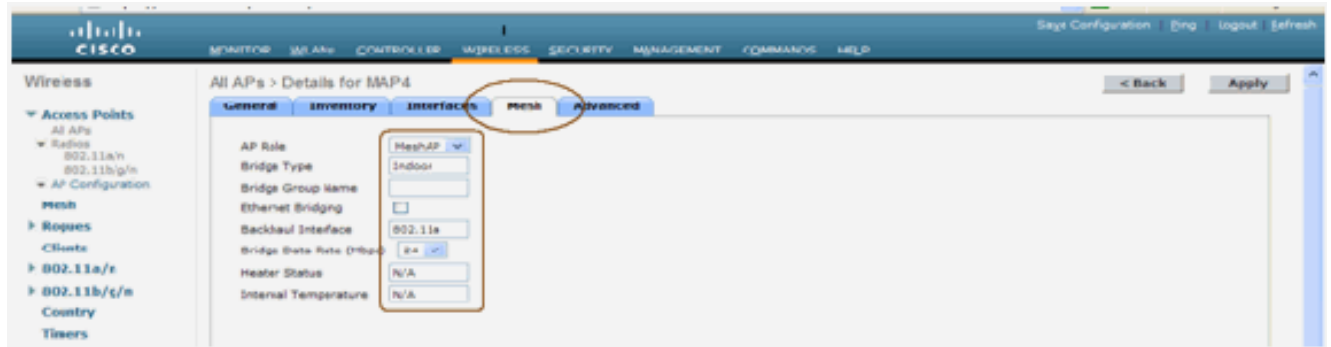 Save Configuration Ping Logout Refresh
CISCO
MONITOR WLANs CONTROLLER WIRELESS SECURITY MANAGEMENT COMMANDS HELP
Wireless
All APs > Details for MAP4
< Back Apply
General Inventory Interfaces Mesh Advanced
Access Points
All APs
Radios
802.11a/n
802.11b/g/n
AP Configuration
Mesh
Rogues
Clients
802.11a/n
802.11b/g/n
Country
Timers
AP Role MeshAP
Bridge Type Indoor
Bridge Group Name
Ethernet Bridging
Backhaul Interface 802.11a
Bridge Data Rate (Mbps) 24
Heater Status N/A
Internal Temperature N/A